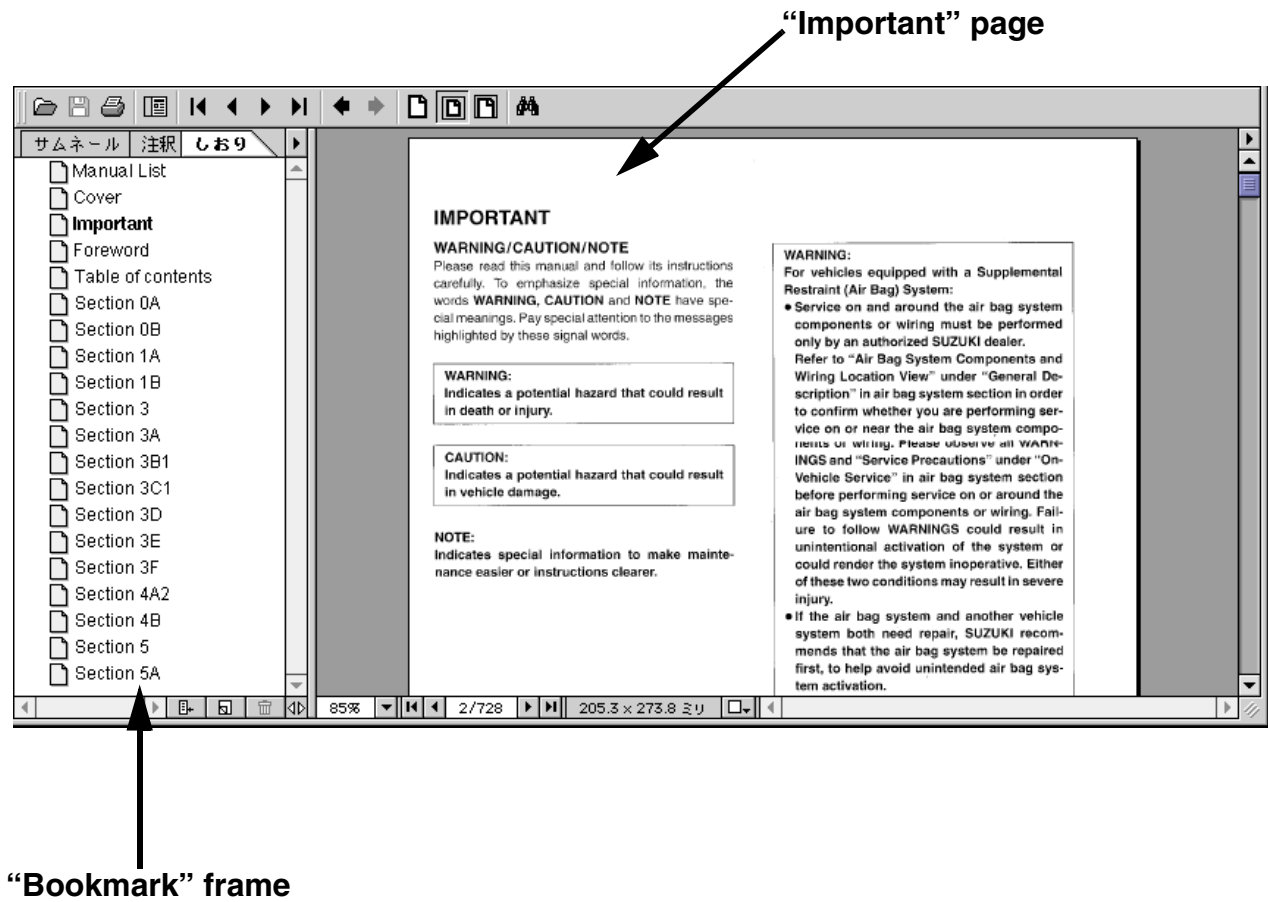 “Important” page
サムネール 注釈 しおり
Manual List
Cover
Important
Foreword
Table of contents
Section 0A
Section 0B
Section 1A
Section 1B
Section 3
Section 3A
Section 3B1
Section 3C1
Section 3D
Section 3E
Section 3F
Section 4A2
Section 4B
Section 5
Section 5A
IMPORTANT
WARNING/CAUTION/NOTE
Please read this manual and follow its instructions
carefully. To emphasize special information, the
words WARNING, CAUTION and NOTE have spe-
cial meanings. Pay special attention to the messages
highlighted by these signal words.
WARNING:
Indicates a potential hazard that could result
in death or injury.
CAUTION:
Indicates a potential hazard that could result
in vehicle damage.
NOTE:
Indicates special information to make mainte-
nance easier or instructions clearer.
WARNING:
For vehicles equipped with a Supplemental
Restraint (Air Bag) System:
● Service on and around the air bag system
components or wiring must be performed
only by an authorized SUZUKI dealer.
Refer to “Air Bag System Components and
Wiring Location View” under “General De-
scription” in air bag system section in order
to confirm whether you are performing ser-
vice on or near the air bag system compo-
nents or wiring. Please observe all WARN-
INGS and “Service Precautions” under “On-
Vehicle Service” in air bag system section
before performing service on or around the
air bag system components or wiring. Fail-
ure to follow WARNINGS could result in
unintentional activation of the system or
could render the system inoperative. Either
of these two conditions may result in severe
injury.
● If the air bag system and another vehicle
system both need repair, SUZUKI recom-
mends that the air bag system be repaired
first, to help avoid unintended air bag sys-
tem activation.
85% 2/728 205.3 x 273.8 ミリ
“Bookmark” frame